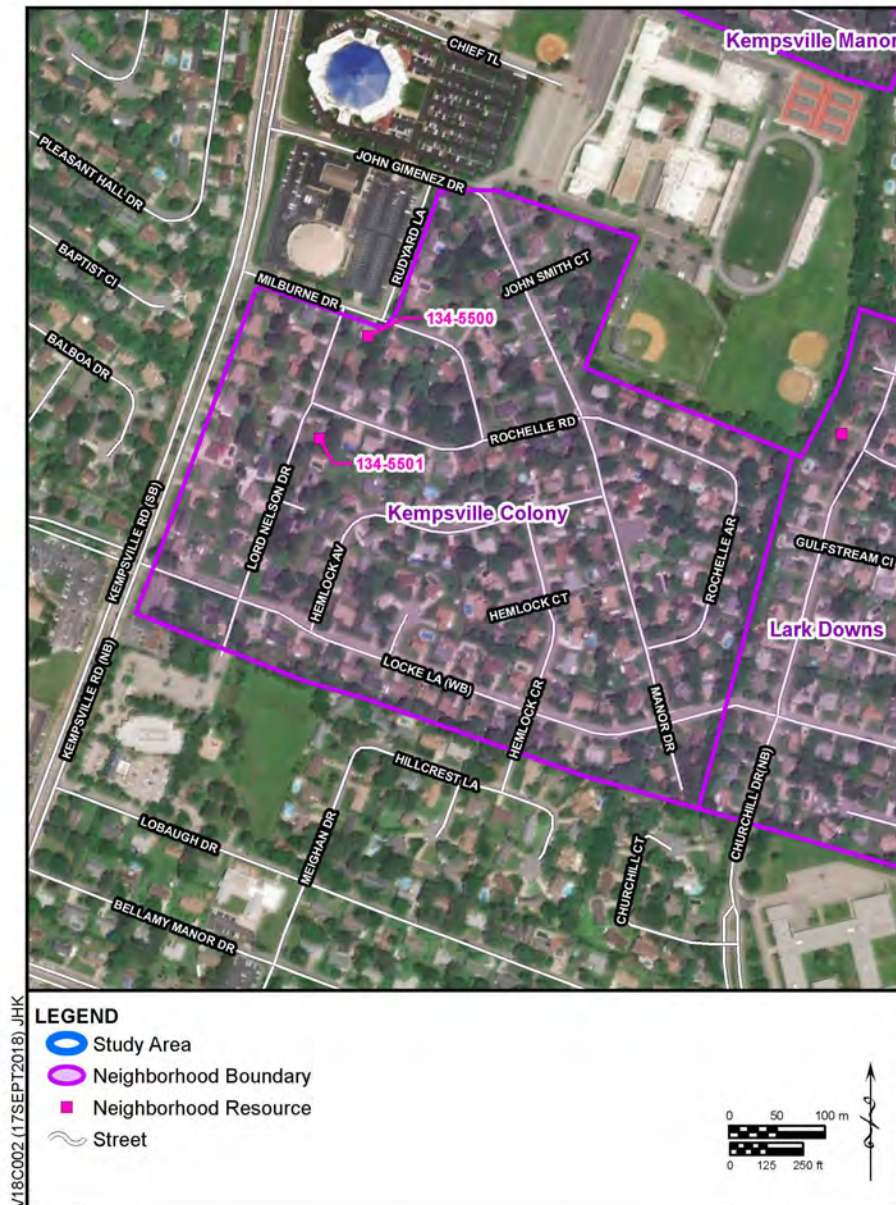 Kempsville Manor
CHIEF TL
JOHN GIMENEZ DR
PLEASANT HALL DR
RUDYARD LA
JOHN SMITH CT
BAPTIST CI
MILBURNE DR
134-5500
BALBOA DR
ROCHELLE RD
134-5501
LORD NELSON DR
Kempsville Colony
KEMPSVILLE RD (SB)
ROCHELLE AR
GULFSTREAM CI
HEMLOCK AV
HEMLOCK CT
Lark Downs
LOCKE LA (WB)
KEMPSVILLE RD (NB)
HEMLOCK CR
MANOR DR
HILLCREST LA
CHURCHILL DR(NB)
LOBAUGH DR
MEIGHAN DR
CHURCHILL CT
BELLAMY MANOR DR
V18C002 (17SEPT2018) JHK
LEGEND
Study Area
Neighborhood Boundary
Neighborhood Resource
Street
0 50 100 m
0 125 250 ft